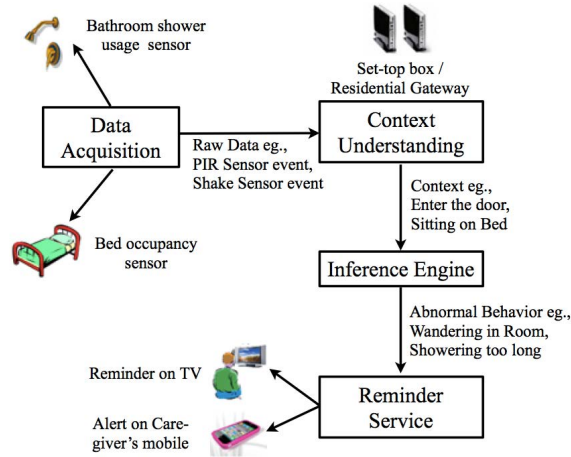 Bathroom shower
usage sensor
Set-top box /
Residential Gateway
Data
Acquisition
Raw Data eg.,
PIR Sensor event,
Shake Sensor event
Context
Understanding
Context eg.,
Enter the door,
Sitting on Bed
Bed occupancy
sensor
Inference Engine
Abnormal Behavior eg.,
Wandering in Room,
Showering too long
Reminder on TV
Alert on Care-
giver's mobile
Reminder
Service